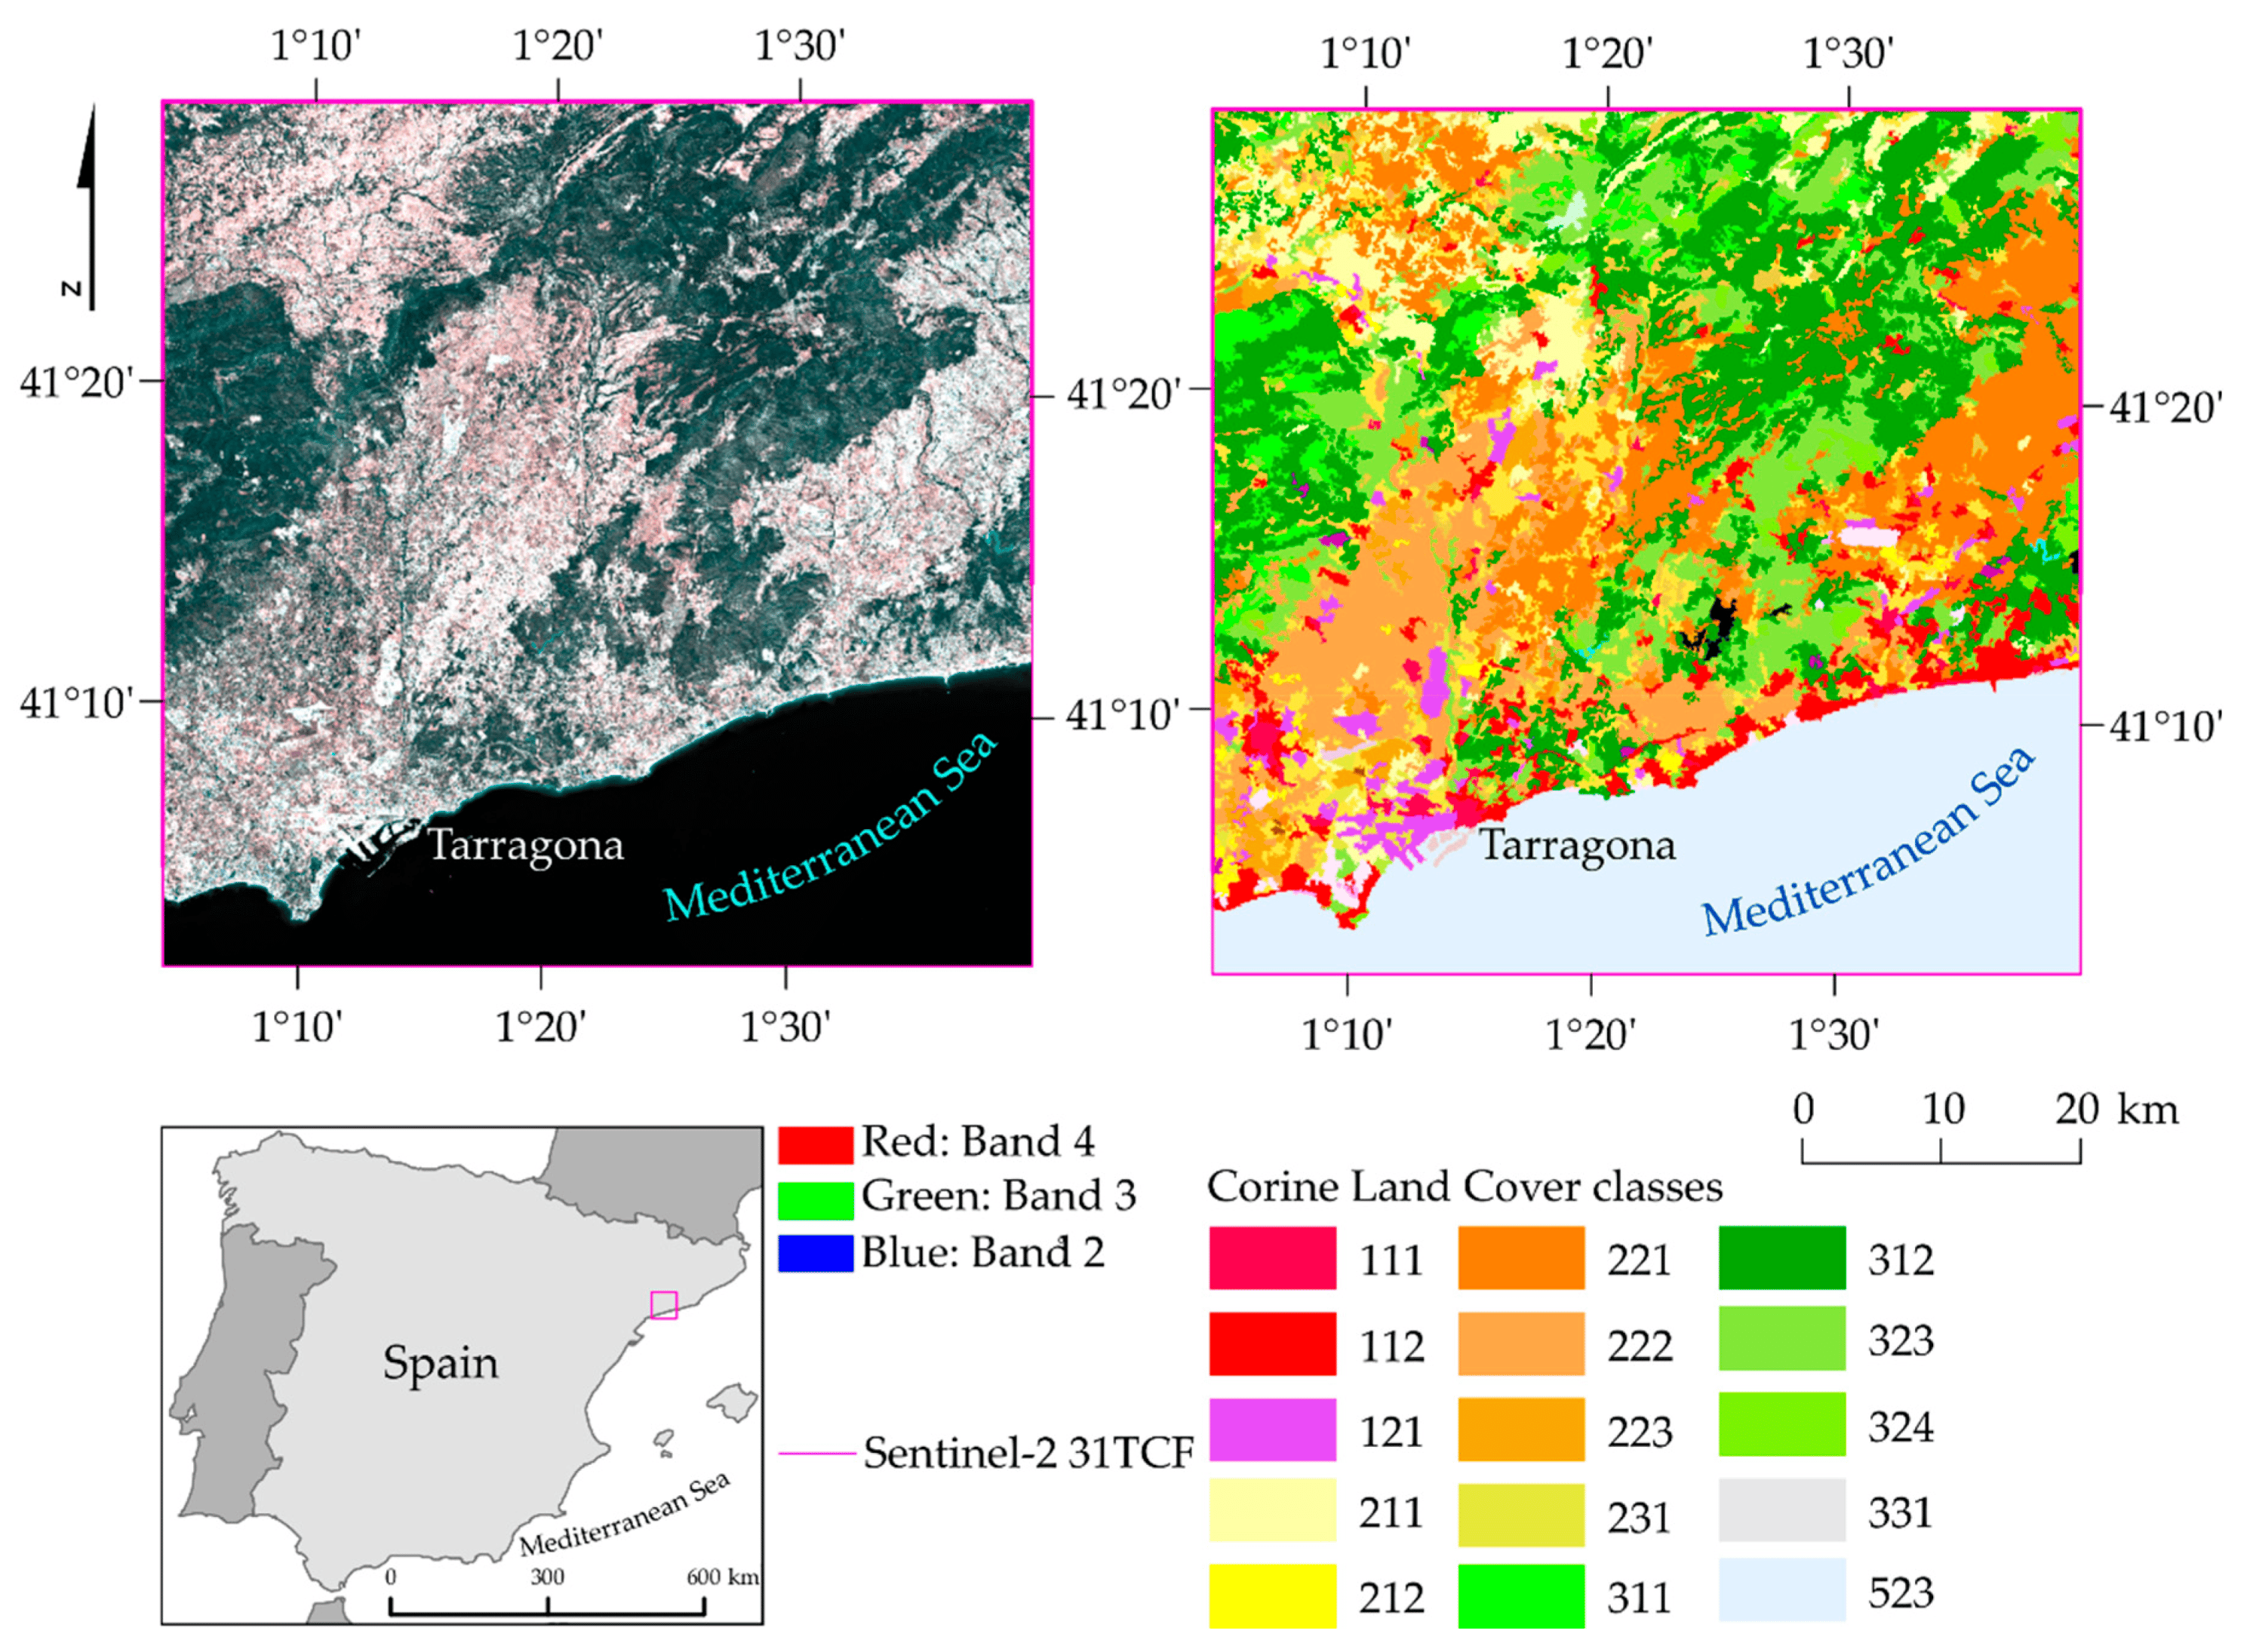 1°10' 1°20' 1°30'
1°10' 1°20' 1°30'
N
41°20' 41°20' 41°20'
41°10' 41°10' 41°10'
Tarragona
Mediterranean Sea
Tarragona
Mediterranean Sea
1°10' 1°20' 1°30'
1°10' 1°20' 1°30'
0 10 20 km
Spain
Mediterranean Sea
0 300 600 km
Red: Band 4
Green: Band 3
Blue: Band 2
Sentinel-2 31TCF
Corine Land Cover classes
111 221 312
112 222 323
121 223 324
211 231 331
212 311 523